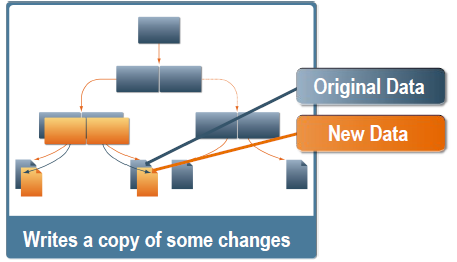 Original Data
New Data
Writes a copy of some changes